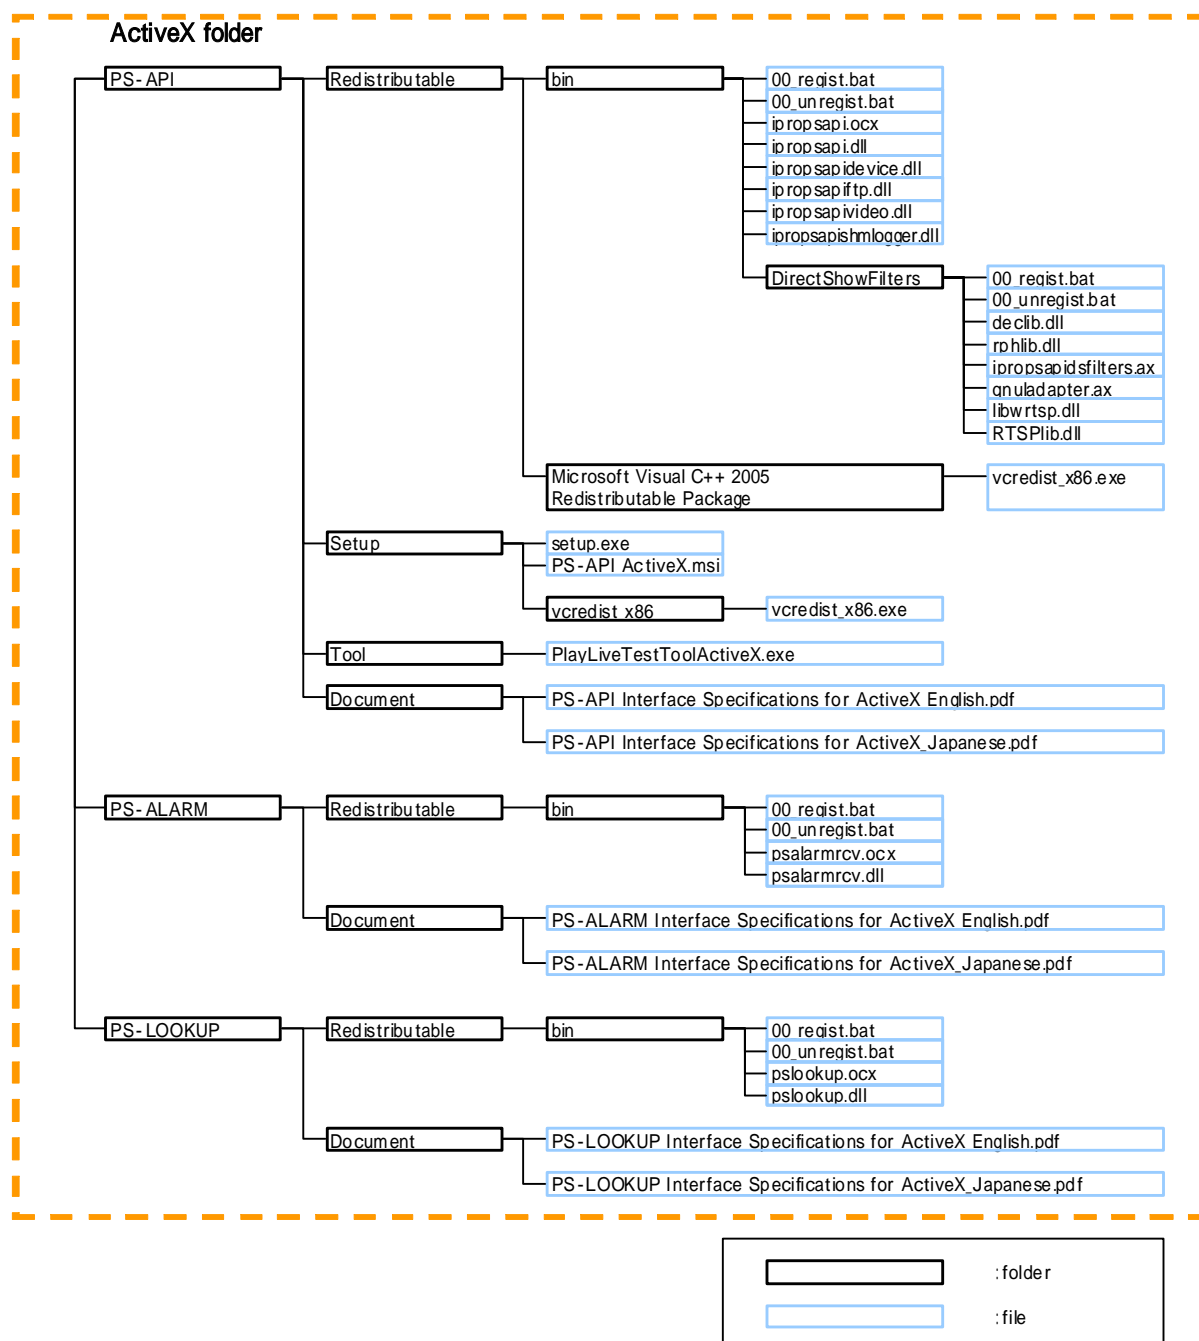 ActiveX folder
PS-API
Redistributable
bin
00_regist.bat
00_unregist.bat
ipropsapi.ocx
ipropsapi.dll
ipropsapidevice.dll
ipropsapiftp.dll
ipropsapivideo.dll
ipropsapishmlogger.dll
DirectShowFilters
00_regist.bat
00_unregist.bat
declib.dll
rphlib.dll
ipropsapidsfilters.ax
gnuladapter.ax
libwrtsp.dll
RTSPlib.dll
Microsoft Visual C++ 2005
Redistributable Package
vcredist_x86.exe
Setup
setup.exe
PS-API ActiveX.msi
vcredist_x86
vcredist_x86.exe
Tool
PlayLiveTestToolActiveX.exe
Document
PS-API Interface Specifications for ActiveX_English.pdf
PS-API Interface Specifications for ActiveX_Japanese.pdf
PS-ALARM
Redistributable
bin
00_regist.bat
00_unregist.bat
psalarmrcv.ocx
psalarmrcv.dll
Document
PS-ALARM Interface Specifications for ActiveX_English.pdf
PS-ALARM Interface Specifications for ActiveX_Japanese.pdf
PS-LOOKUP
Redistributable
bin
00_regist.bat
00_unregist.bat
pslookup.ocx
pslookup.dll
Document
PS-LOOKUP Interface Specifications for ActiveX_English.pdf
PS-LOOKUP Interface Specifications for ActiveX_Japanese.pdf
:folder
:file